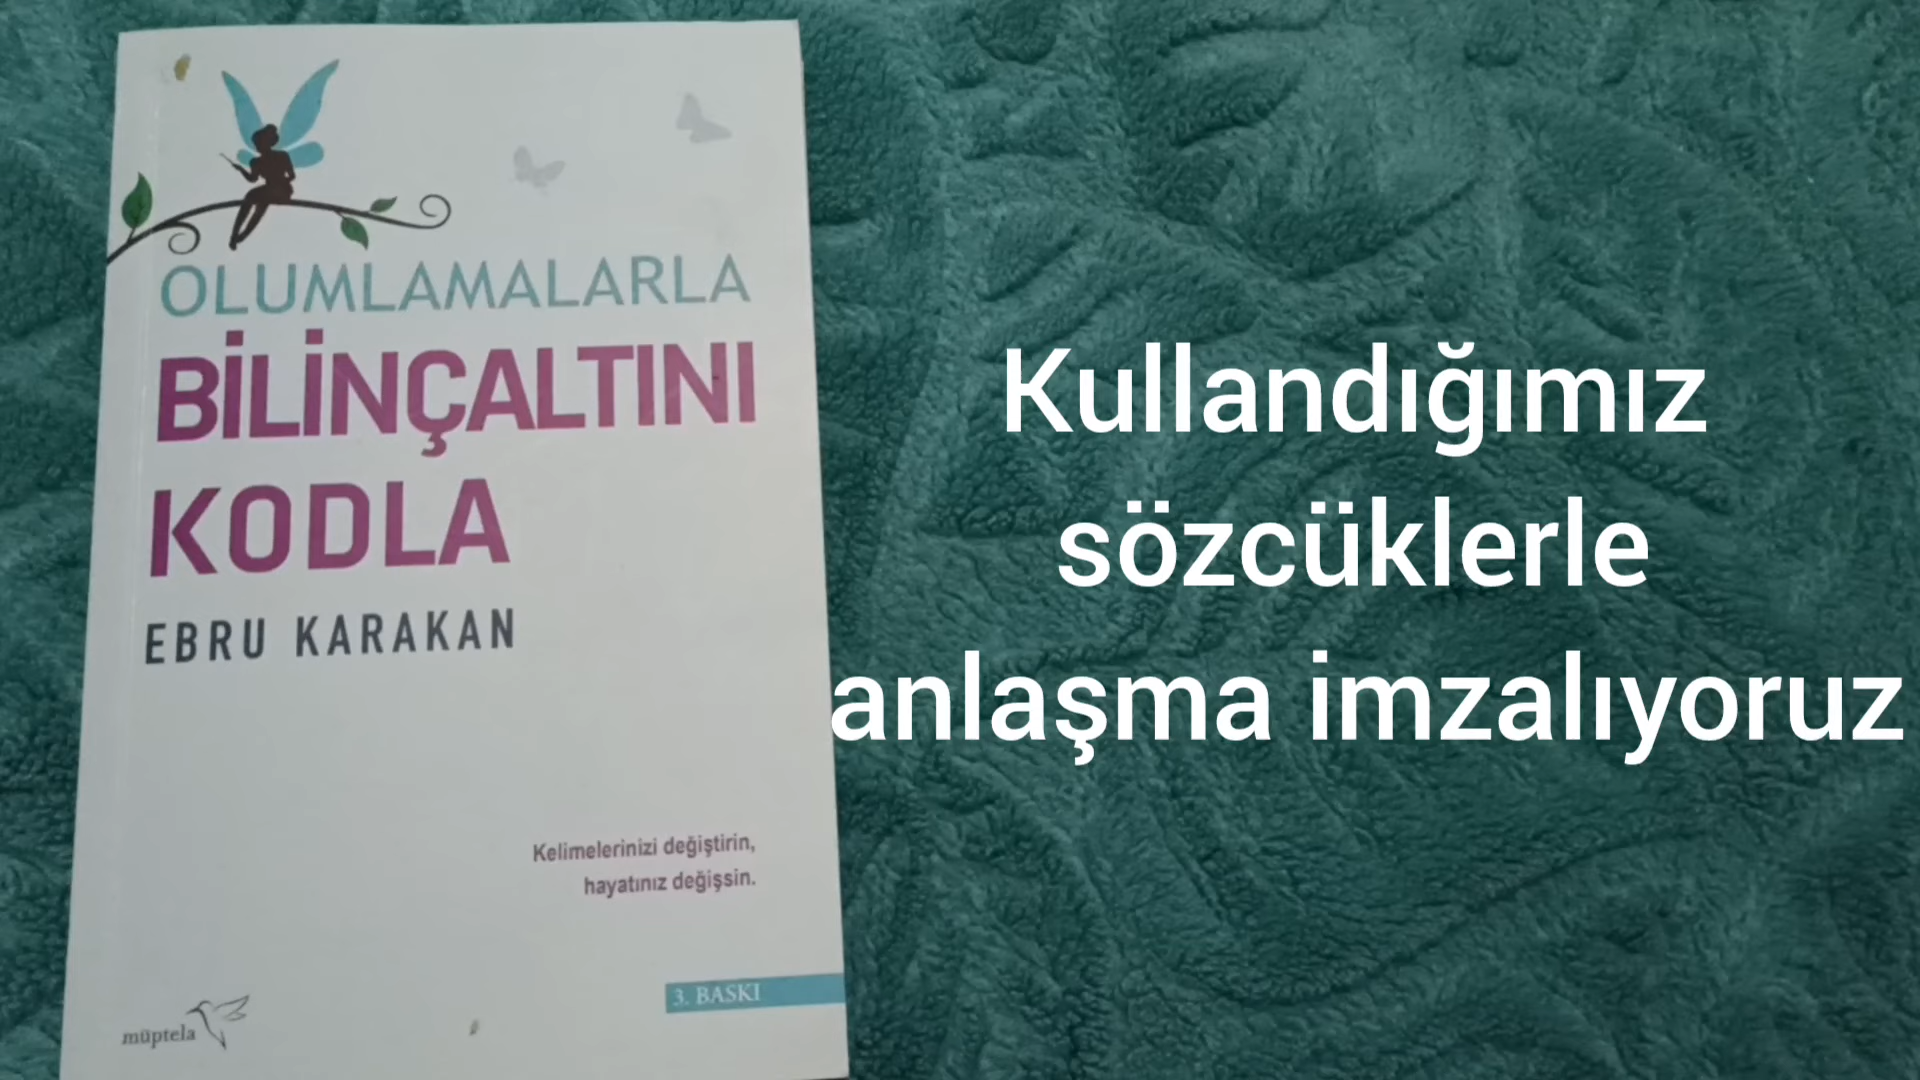 OLUMLAMALARLA
BİLİNÇALTINI
KODLA
EBRU KARAKAN
Kelimelerinizi değiştirin,
hayatınız değişsin.
3. BASKI
müptela
Kullandığımız
sözcüklerle
anlaşma imzalıyoruz